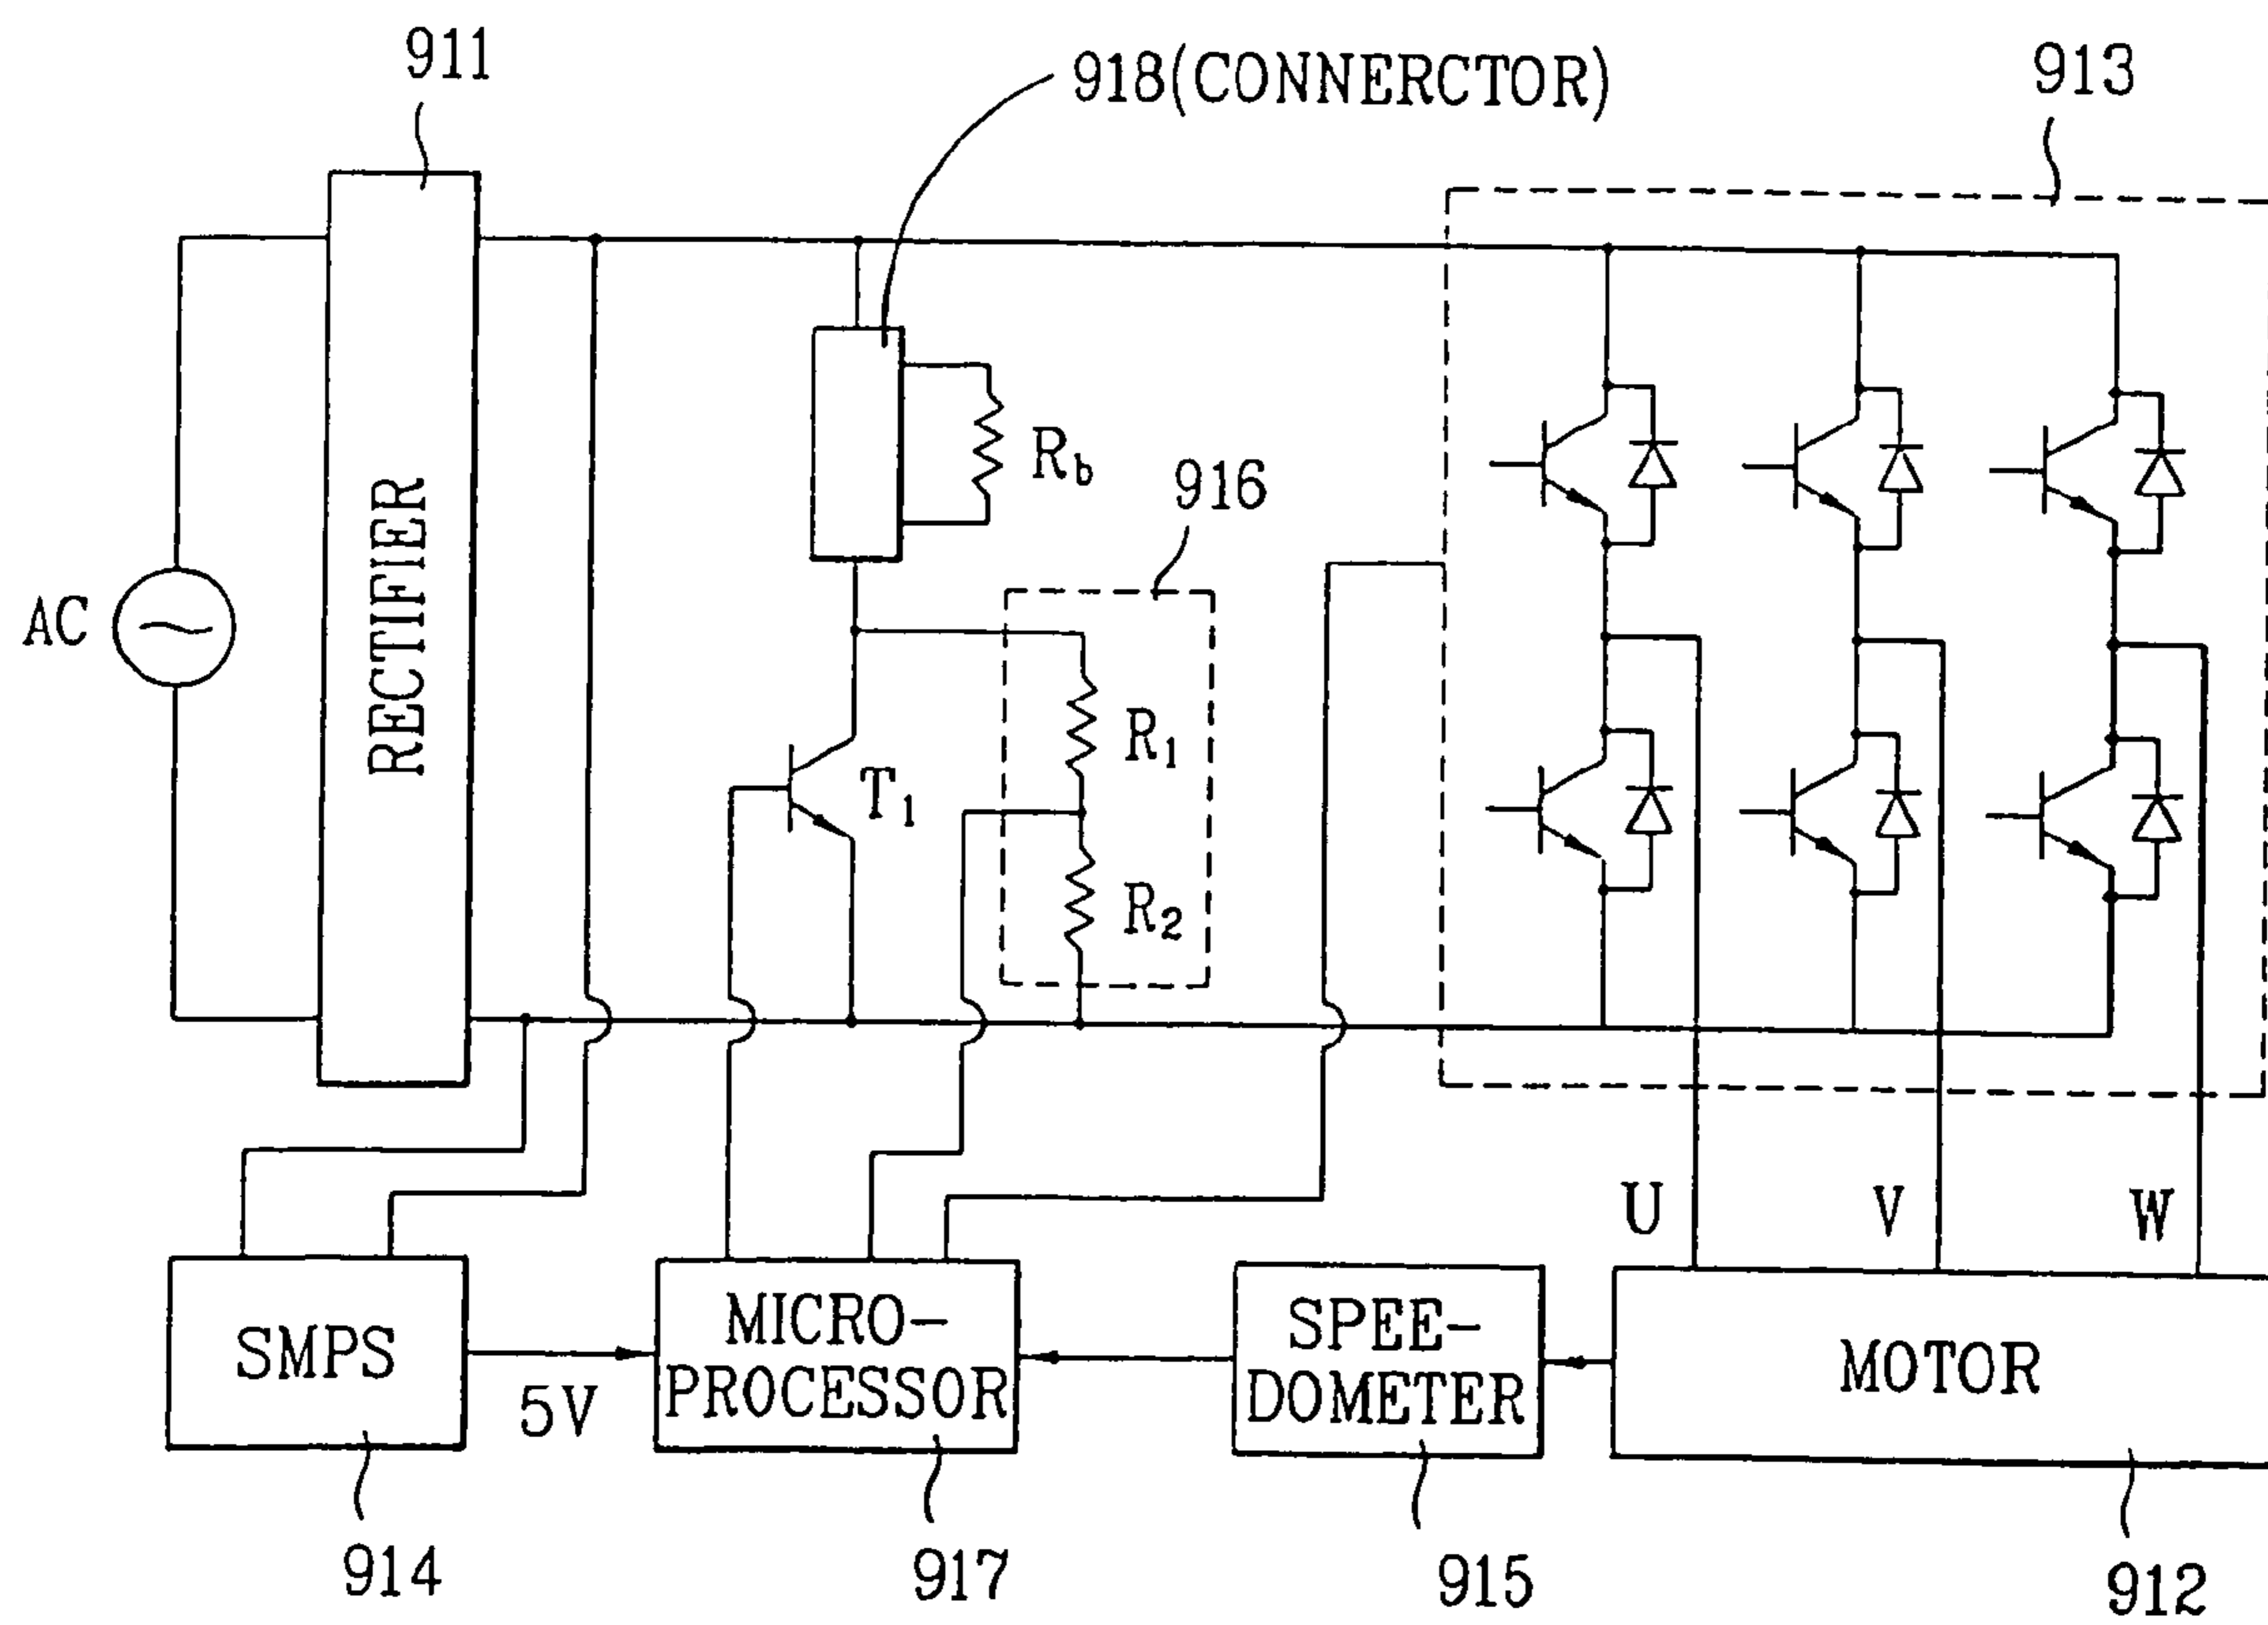 911
918(CONNERCTOR)
913
RECTIFIER
AC
Rb
916
R1
T1
R2
U
V
W
SMPS
5V
MICRO-
PROCESSOR
SPEE-
DOMETER
MOTOR
914
917
915
912